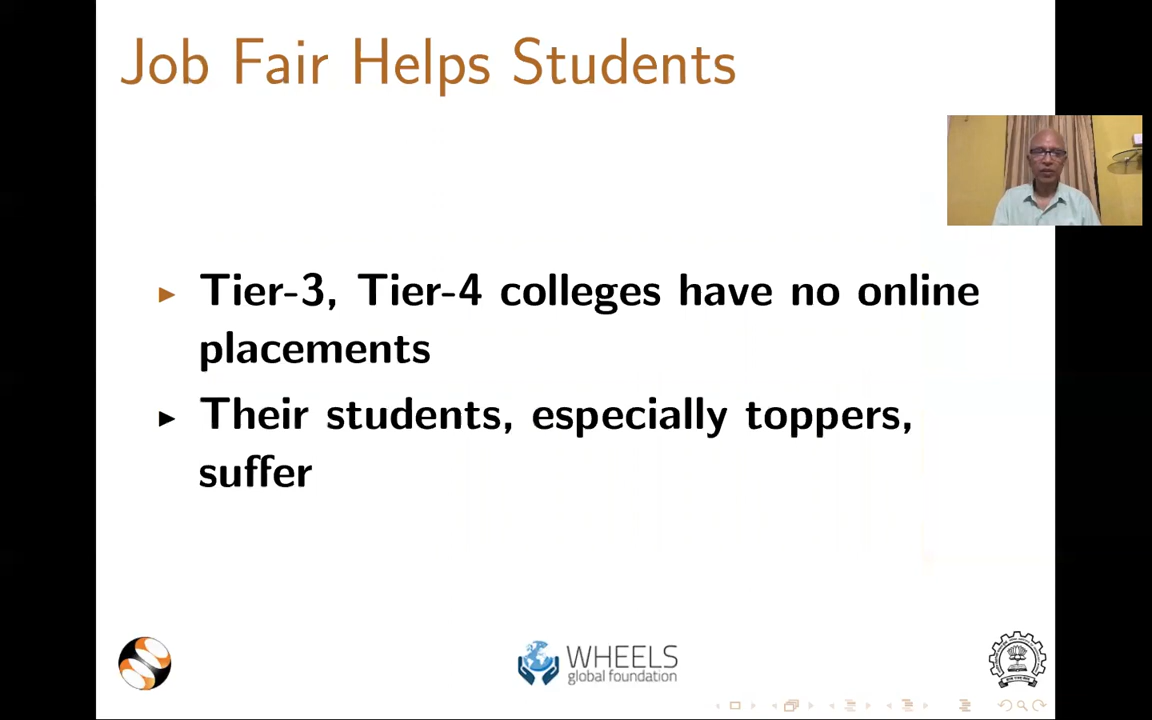 Job Fair Helps Students
Tier-3, Tier-4 colleges have no online
placements
Their students, especially toppers,
suffer
WHEELS
global foundation